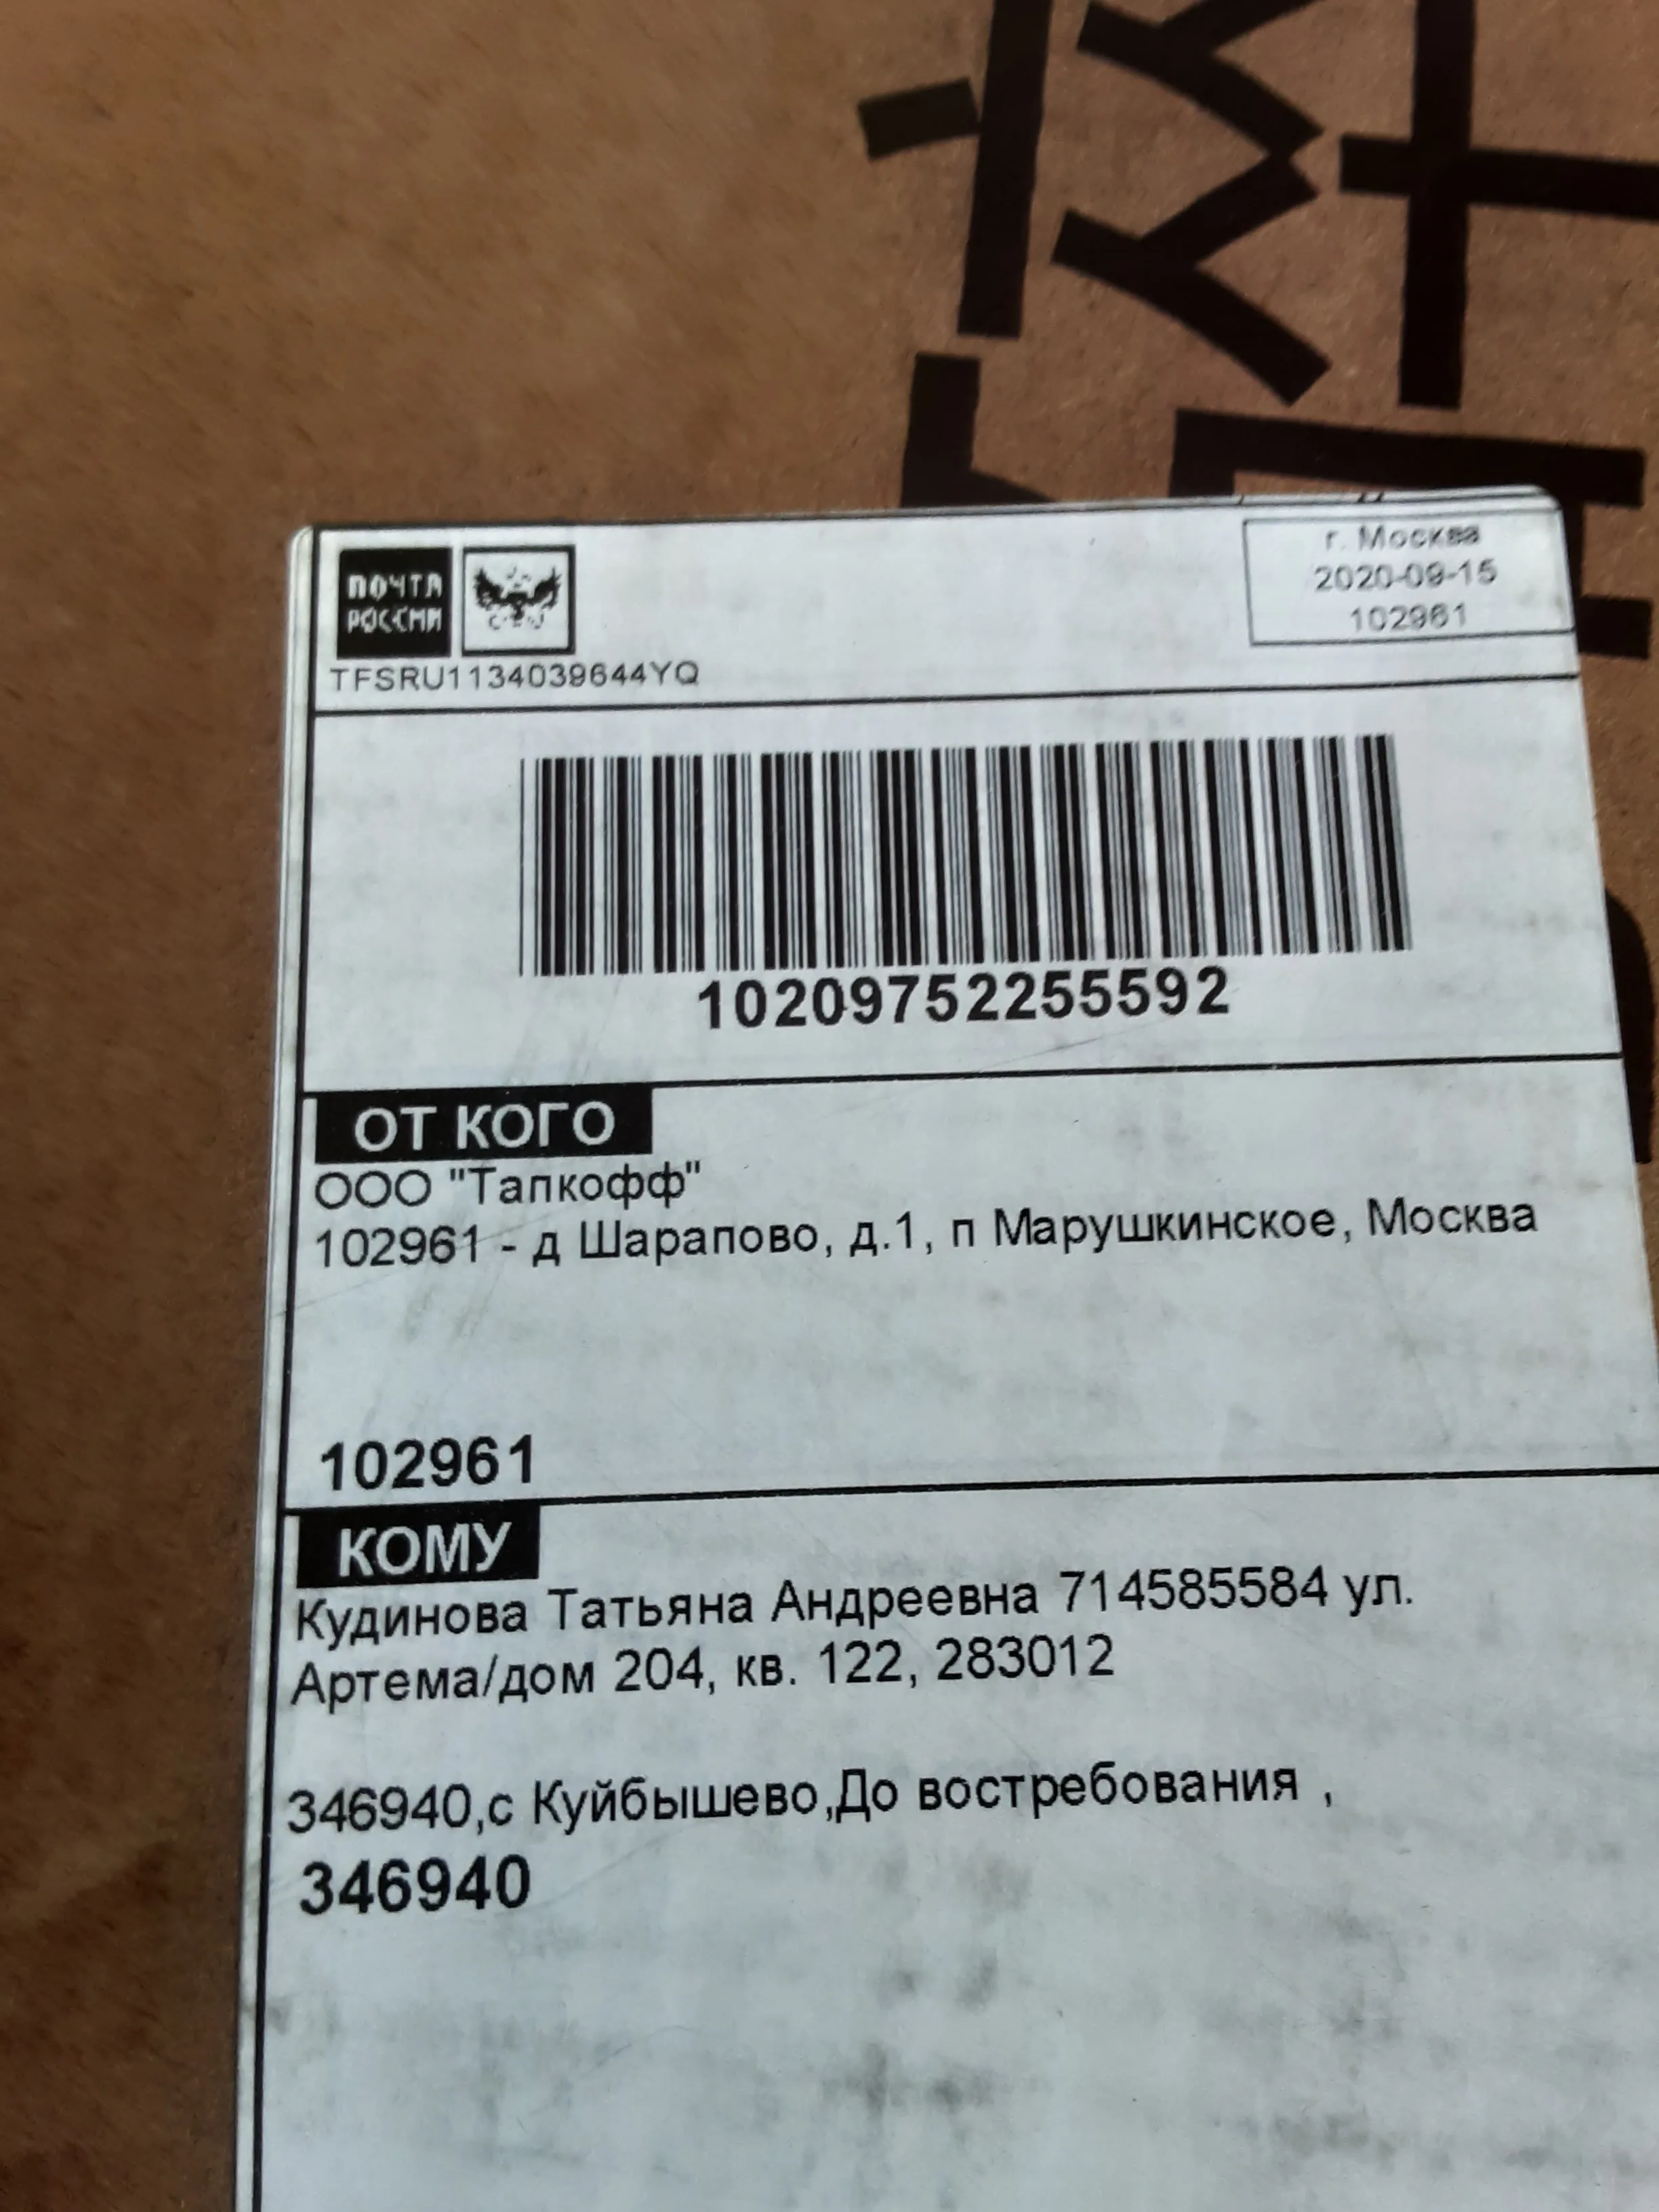 ПОЧТА
РОССИИ
г. Москва
2020-09-15
102961
TFSRU1134039644YQ
10209752255592
ОТ КОГО
ООО "Тапкофф"
102961 - д Шарапово, д.1, п Марушкинское, Москва
102961
КОМУ
Кудинова Татьяна Андреевна 714585584 ул.
Артема/дом 204, кв. 122, 283012
346940,с Куйбышево,До востребования ,
346940